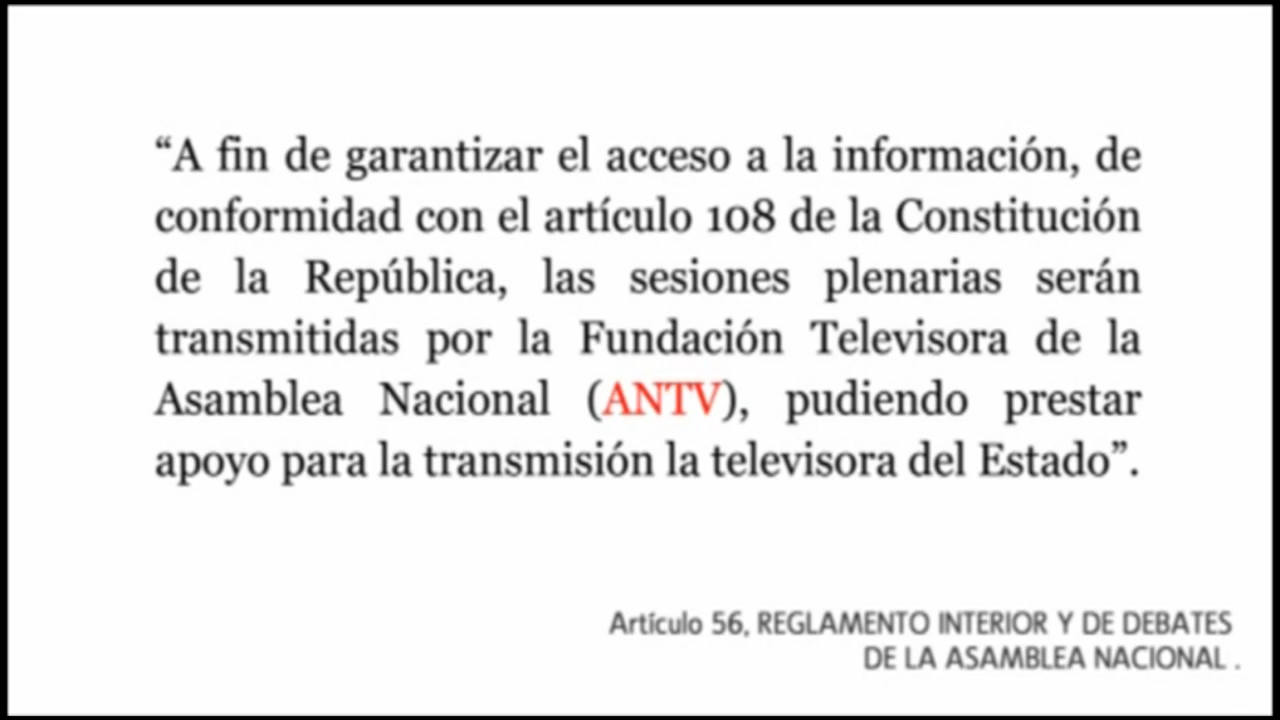 “A fin de garantizar el acceso a la información, de
conformidad con el artículo 108 de la Constitución
de la República, las sesiones plenarias serán
transmitidas por la Fundación Televisora de la
Asamblea Nacional (ANTV), pudiendo prestar
apoyo para la transmisión la televisora del Estado”.
Artículo 56, REGLAMENTO INTERIOR Y DE DEBATES
DE LA ASAMBLEA NACIONAL .